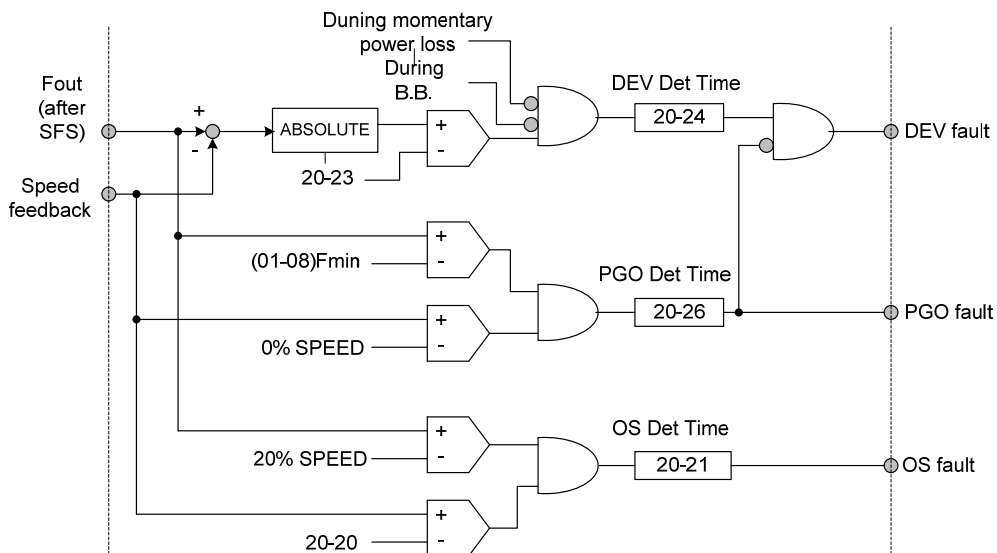 Duning momentary
power loss
During
B.B.
Fout
(after
SFS)
+
-
ABSOLUTE
+
-
20-23
DEV Det Time
20-24
DEV fault
Speed
feedback
+
-
(01-08)Fmin
PGO Det Time
20-26
PGO fault
+
-
0% SPEED
+
-
20% SPEED
OS Det Time
20-21
OS fault
+
-
20-20